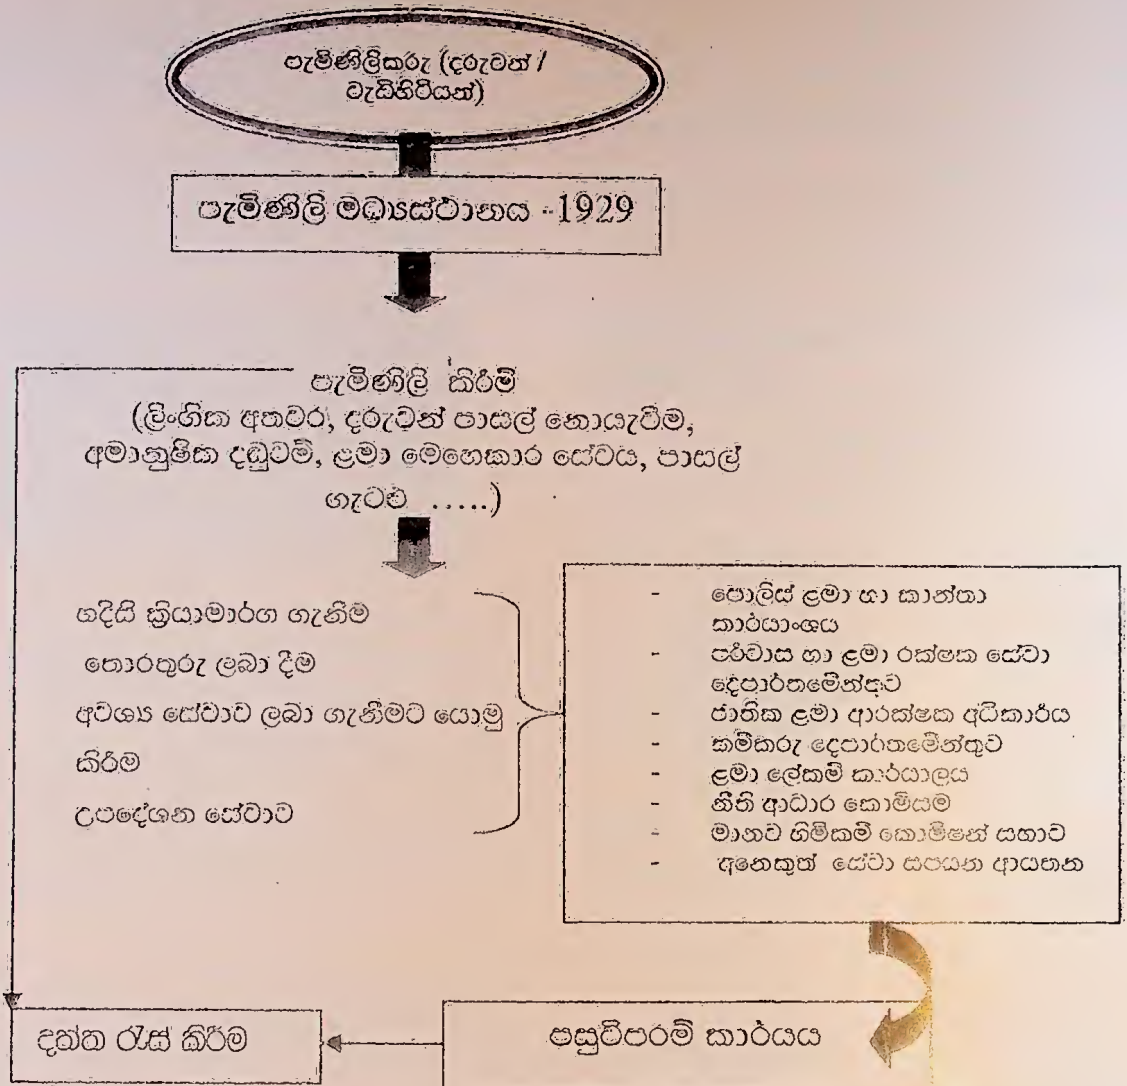 පැමිණිලිකරු (දරුවන් /
වැඩිහිටියන්)
පැමිණිලි මධ්‍යස්ථානය -1929
පැමිණිලි කිරීම්
(ලිංගික අතවර, දරුවන් පාසල් නොයැවීම,
අමානුෂික දඬුවම්, ළමා මෙහෙකාර සේවය, පාසල්
ගැටළු .....)
හදිසි ක්‍රියාමාර්ග ගැනීම
තොරතුරු ලබා දීම
අවශ්‍ය සේවාව ලබා ගැනීමට යොමු
කිරීම
උපදේශන සේවාව
- පොලිස් ළමා හා කාන්තා
කාර්යාංශය
- පරිවාස හා ළමා රක්ෂක සේවා
දෙපාර්තමේන්තුව
- ජාතික ළමා ආරක්ෂක අධිකාරිය
- කම්කරු දෙපාර්තමේන්තුව
- ළමා ලේකම් කාර්යාලය
- නීති ආධාර කොමිසම
- මානව හිමිකම් කොමිෂන් සභාව
- අනෙකුත් සේවා සපයන ආයතන
පසුවිපරම් කාර්යය
දත්ත රැස් කිරීම